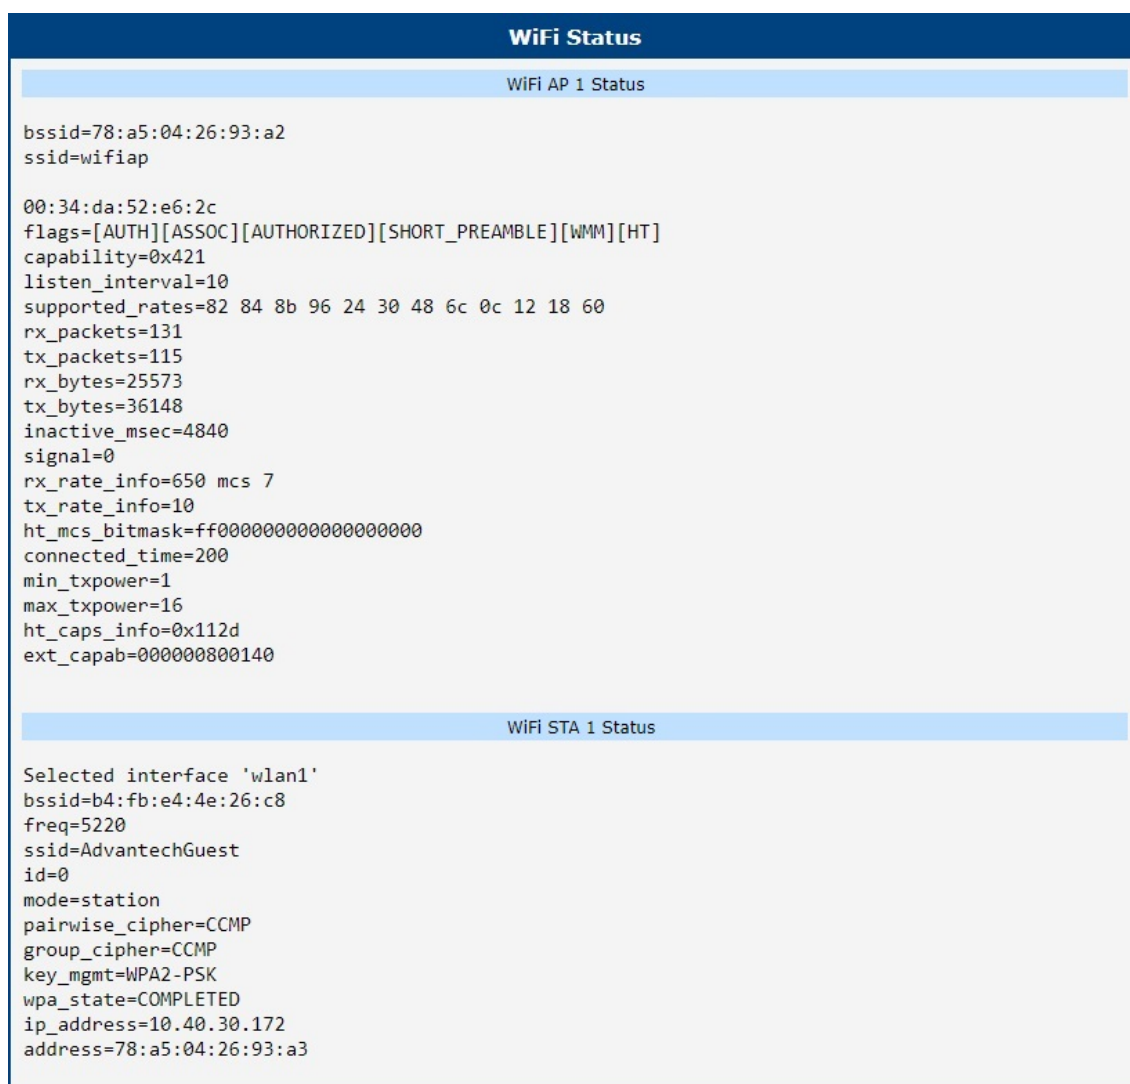 WiFi Status
WiFi AP 1 Status
bssid=78:a5:04:26:93:a2
ssid=wifiap
00:34:da:52:e6:2c
flags=[AUTH][ASSOC][AUTHORIZED][SHORT_PREAMBLE][WMM][HT]
capability=0x421
listen_interval=10
supported_rates=82 84 8b 96 24 30 48 6c 0c 12 18 60
rx_packets=131
tx_packets=115
rx_bytes=25573
tx_bytes=36148
inactive_msec=4840
signal=0
rx_rate_info=650 mcs 7
tx_rate_info=10
ht_mcs_bitmask=ff000000000000000000
connected_time=200
min_txpower=1
max_txpower=16
ht_caps_info=0x112d
ext_capab=000000800140
WiFi STA 1 Status
Selected interface 'wlan1'
bssid=b4:fb:e4:4e:26:c8
freq=5220
ssid=AdvantechGuest
id=0
mode=station
pairwise_cipher=CCMP
group_cipher=CCMP
key_mgmt=WPA2-PSK
wpa_state=COMPLETED
ip_address=10.40.30.172
address=78:a5:04:26:93:a3